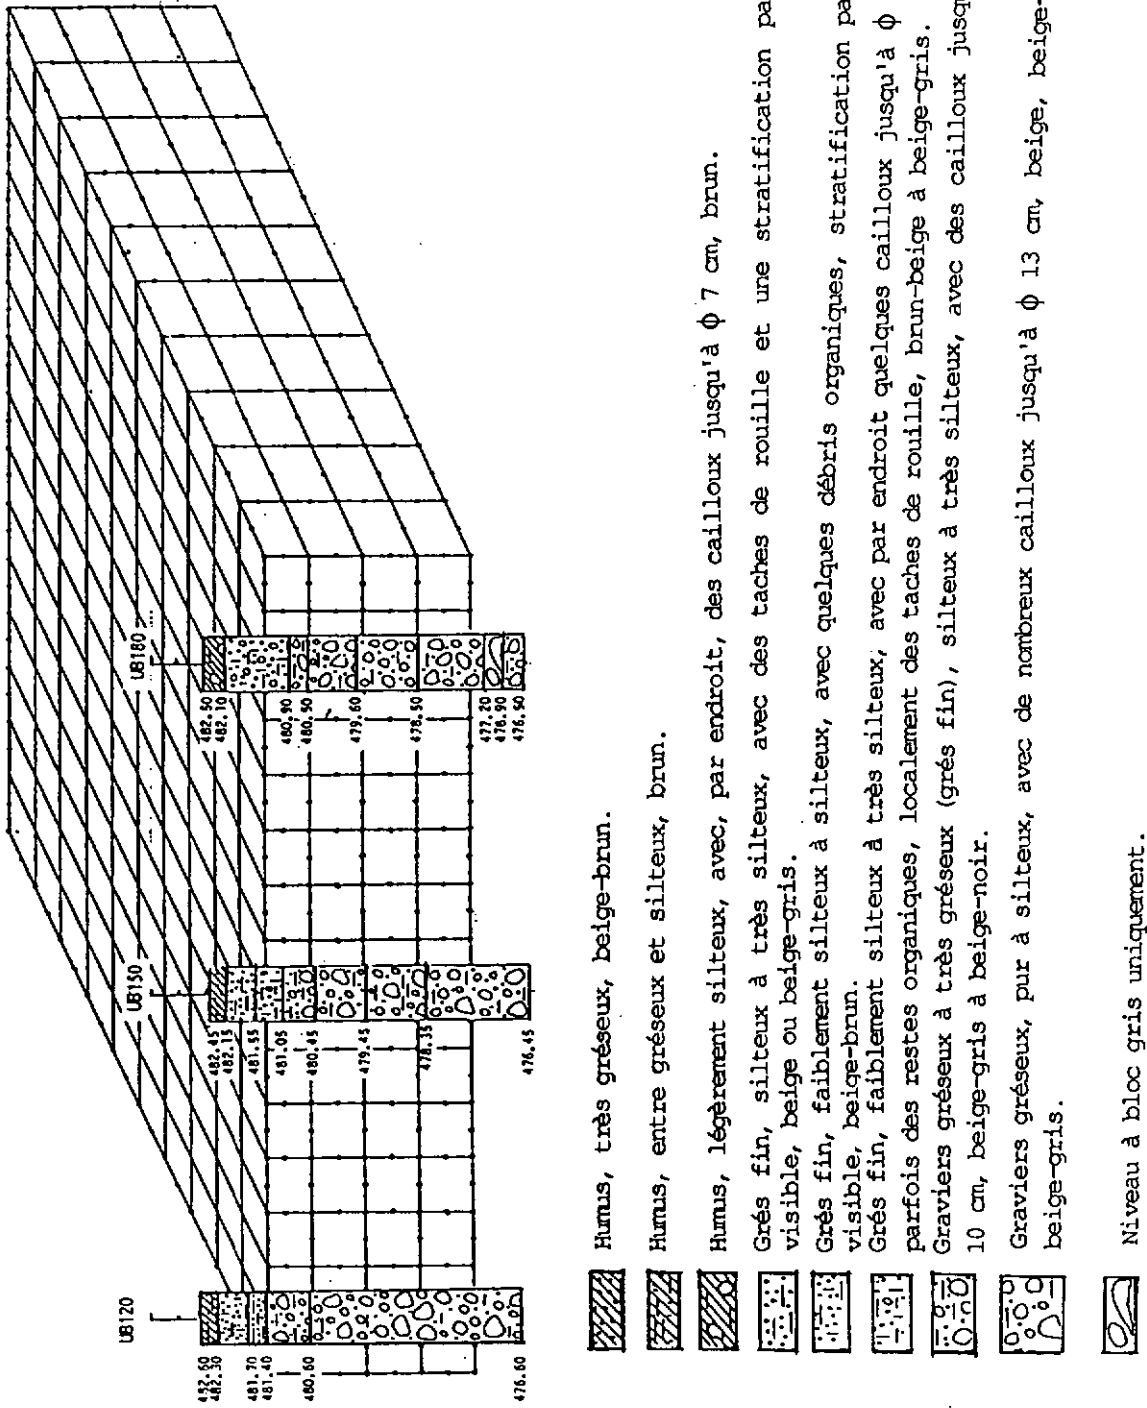 UB120
UB150
UB180
452.60
482.30
481.70
481.40
480.60
476.60
482.45
482.15
481.55
481.05
480.45
479.45
478.35
476.45
482.50
482.10
480.90
480.50
479.60
478.50
477.20
476.90
476.50
Humus, très gréseux, beige-brun.
Humus, entre gréseux et silteux, brun.
Humus, légèrement silteux, avec, par endroit, des cailloux jusqu'à ϕ 7 cm, brun.
Grés fin, silteux à très silteux, avec des taches de rouille et une stratification pa
visible, beige ou beige-gris.
Grés fin, faiblement silteux à silteux, avec quelques débris organiques, stratification pa
visible, beige-brun.
Grés fin, faiblement silteux à très silteux, avec par endroit quelques cailloux jusqu'à ϕ
parfois des restes organiques, localement des taches de rouille, brun-beige à beige-gris.
Graviers gréseux à très gréseux (grés fin), silteux à très silteux, avec des cailloux jusqu
10 cm, beige-gris à beige-noir.
Graviers gréseux, pur à silteux, avec de nombreux cailloux jusqu'à ϕ 13 cm, beige, beige-
beige-gris.
Niveau à bloc gris uniquement.